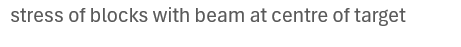 stress of blocks with beam at centre of target